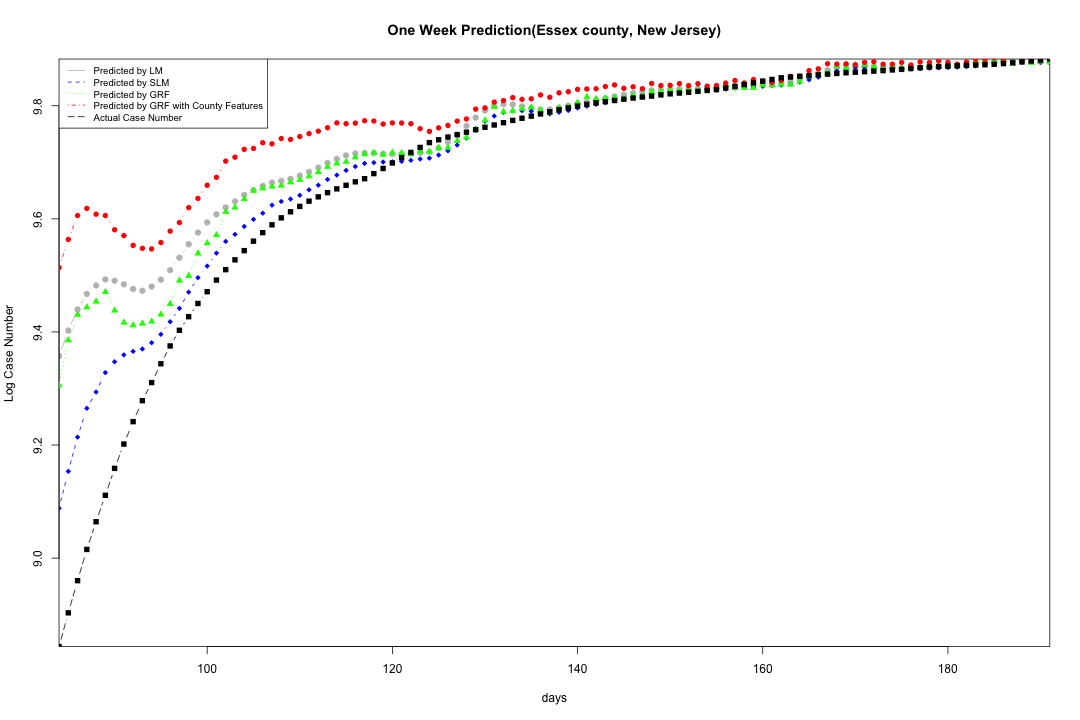 One Week Prediction(Essex county, New Jersey)
Predicted by LM
Predicted by SLM
Predicted by GRF
Predicted by GRF with County Features
Actual Case Number
Log Case Number
9.8
9.6
9.4
9.2
9.0
100 120 140 160 180
days